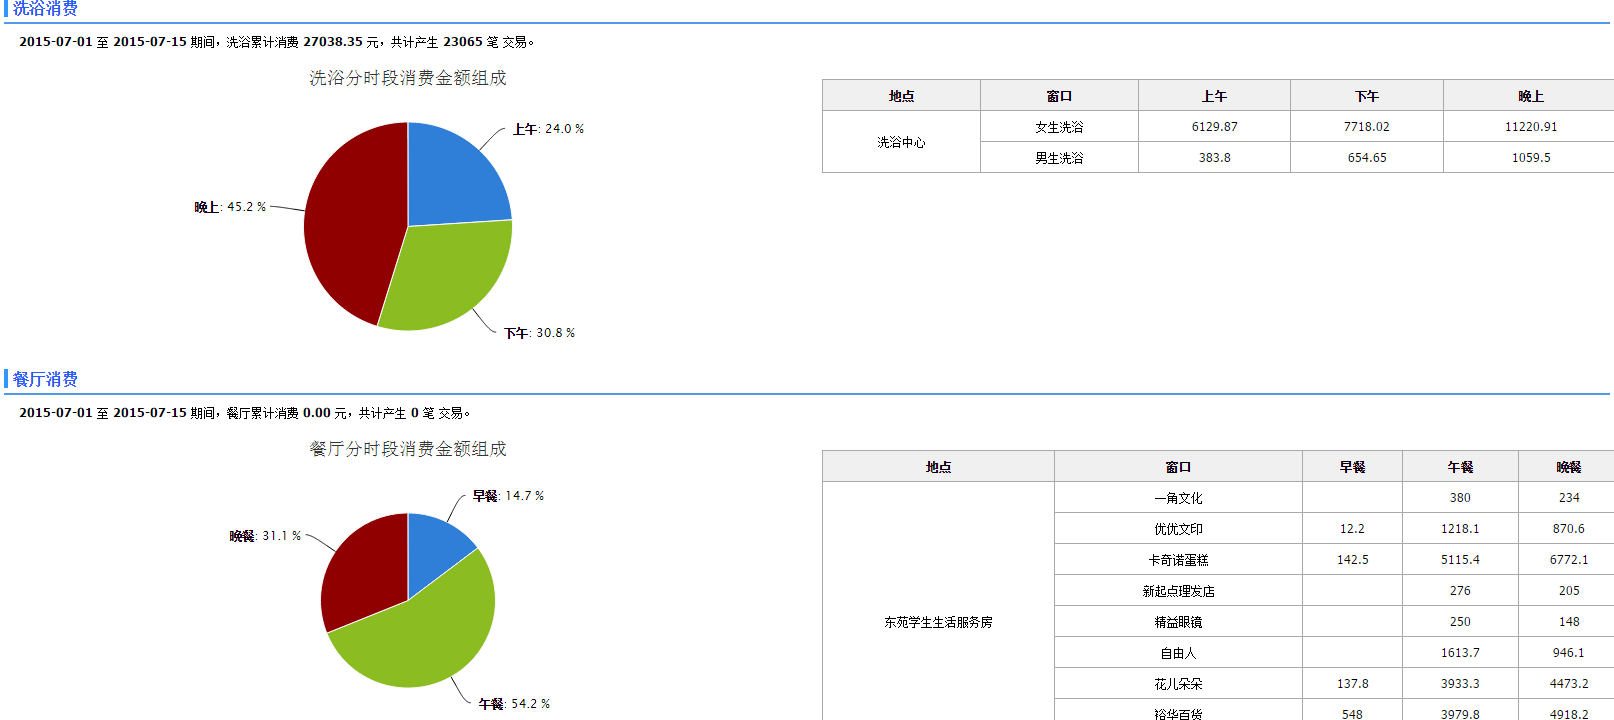 洗浴消费
2015-07-01 至 2015-07-15 期间，洗浴累计消费 27038.35 元，共计产生 23065 笔 交易。
洗浴分时段消费金额组成
上午: 24.0 %
晚上: 45.2 %
下午: 30.8 %
地点 窗口 上午 下午 晚上
洗浴中心 女生洗浴 6129.87 7718.02 11220.91
男生洗浴 383.8 654.65 1059.5
餐厅消费
2015-07-01 至 2015-07-15 期间，餐厅累计消费 0.00 元，共计产生 0 笔 交易。
餐厅分时段消费金额组成
早餐: 14.7 %
晚餐: 31.1 %
午餐: 54.2 %
地点 窗口 早餐 午餐 晚餐
一角文化 380 234
优优文印 12.2 1218.1 870.6
卡奇诺蛋糕 142.5 5115.4 6772.1
新起点理发店 276 205
东苑学生生活服务房 精益眼镜 250 148
自由人 1613.7 946.1
花儿朵朵 137.8 3933.3 4473.2
裕华百货 548 3979.8 4918.2